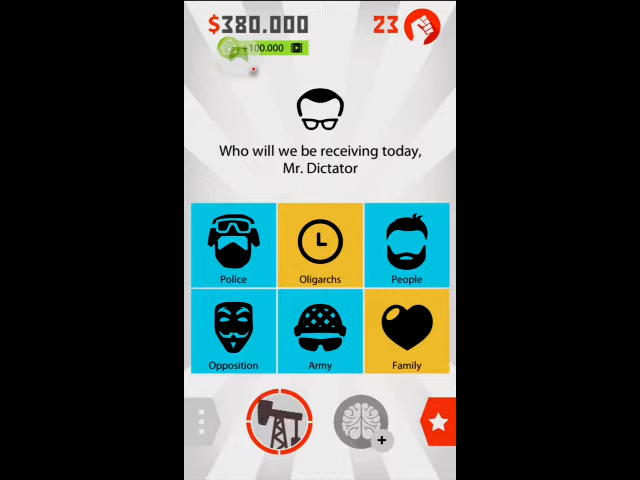 $380.000
23
+100.000
Who will we be receiving today,
Mr. Dictator
Police
Oligarchs
People
Opposition
Army
Family